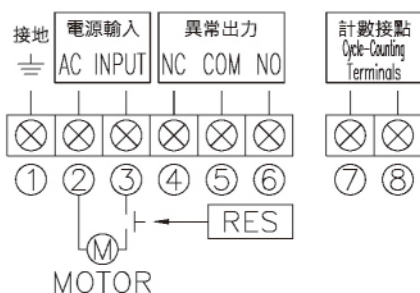 接地
電源輸入
AC INPUT
異常出力
NC COM NO
計數接點
Cycle-Counting
Terminals
① ② ③ ④ ⑤ ⑥ ⑦ ⑧
M
RES
MOTOR